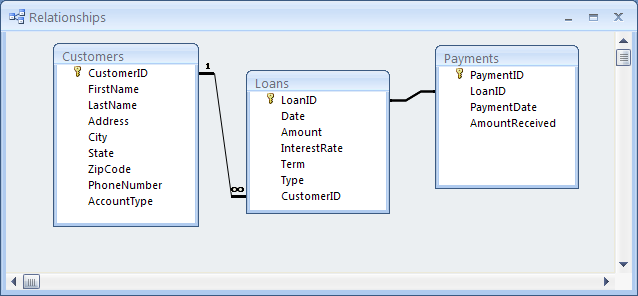 Relationships
Customers
CustomerID
FirstName
LastName
Address
City
State
ZipCode
PhoneNumber
AccountType
1
∞
Loans
LoanID
Date
Amount
InterestRate
Term
Type
CustomerID
Payments
PaymentID
LoanID
PaymentDate
AmountReceived